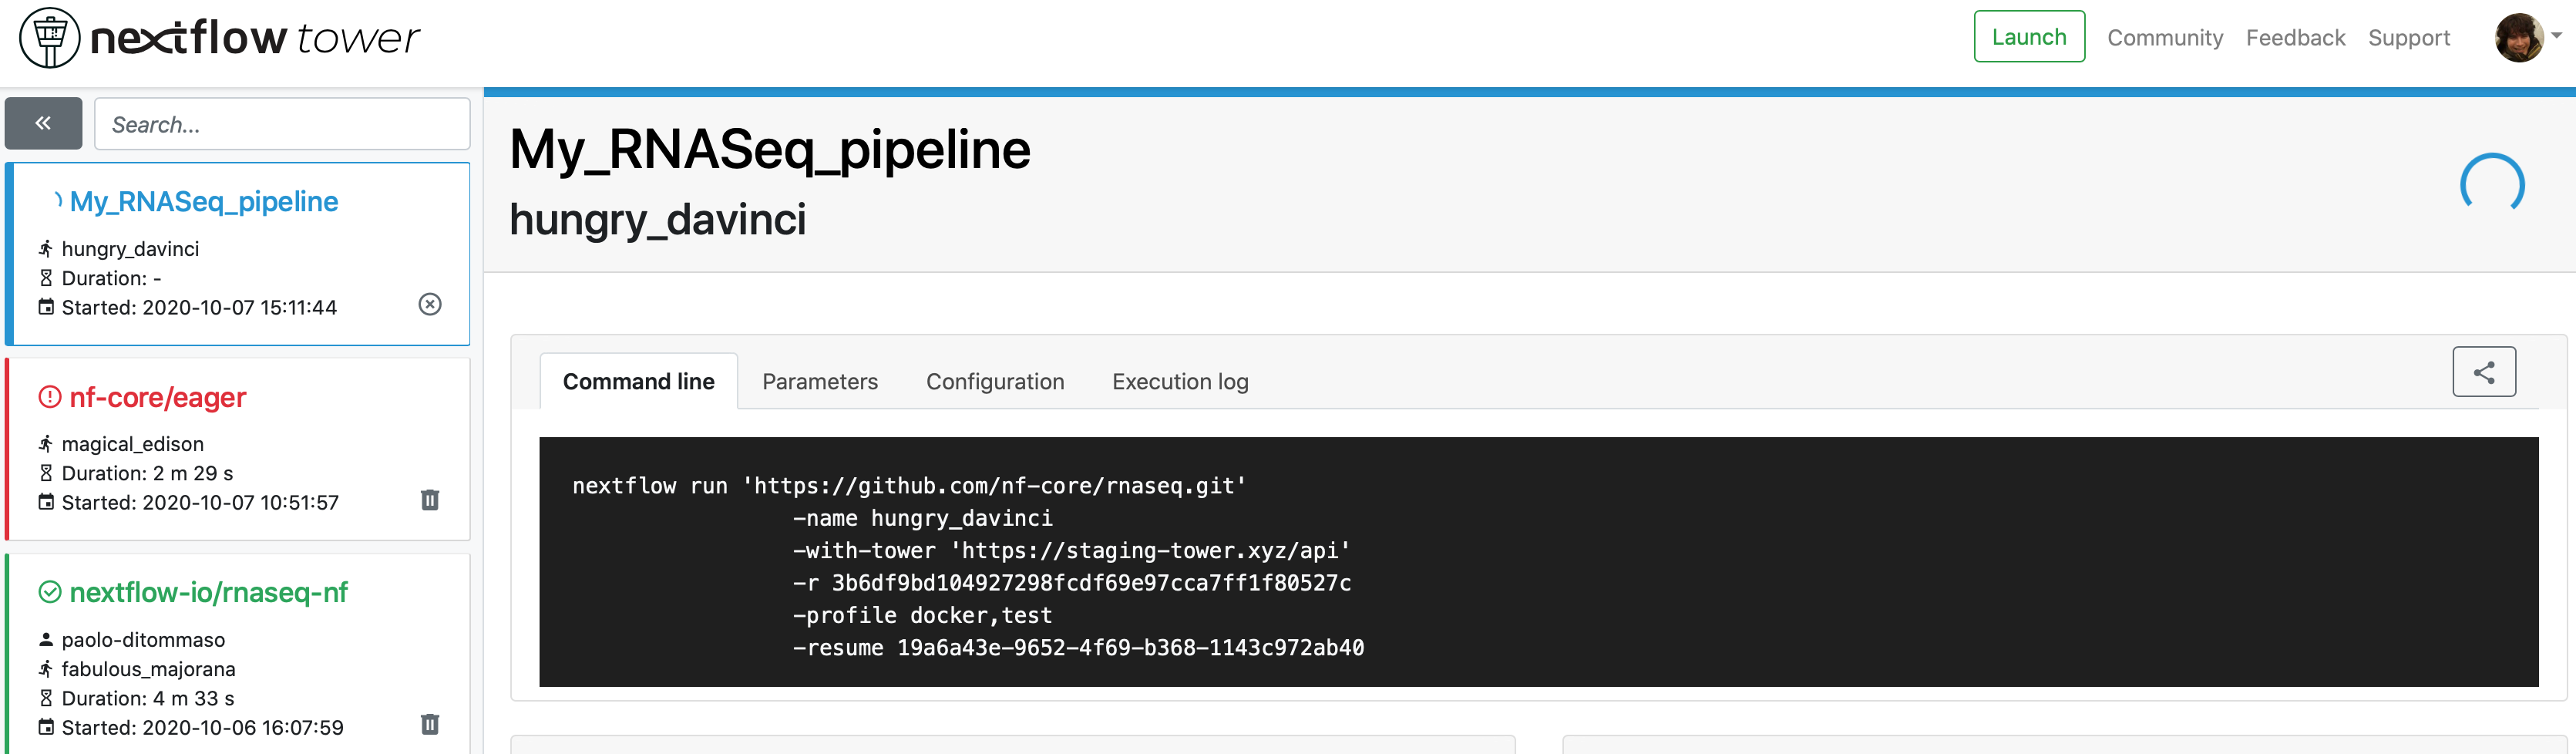 nextflow tower
Launch Community Feedback Support
Search...
My_RNASeq_pipeline
hungry_davinci
Duration: -
Started: 2020-10-07 15:11:44
nf-core/eager
magical_edison
Duration: 2 m 29 s
Started: 2020-10-07 10:51:57
nextflow-io/rnaseq-nf
paolo-ditommaso
fabulous_majorana
Duration: 4 m 33 s
Started: 2020-10-06 16:07:59
My_RNASeq_pipeline
hungry_davinci
Command line Parameters Configuration Execution log
nextflow run 'https://github.com/nf-core/rnaseq.git'
-name hungry_davinci
-with-tower 'https://staging-tower.xyz/api'
-r 3b6df9bd104927298fcdf69e97cca7ff1f80527c
-profile docker,test
-resume 19a6a43e-9652-4f69-b368-1143c972ab40